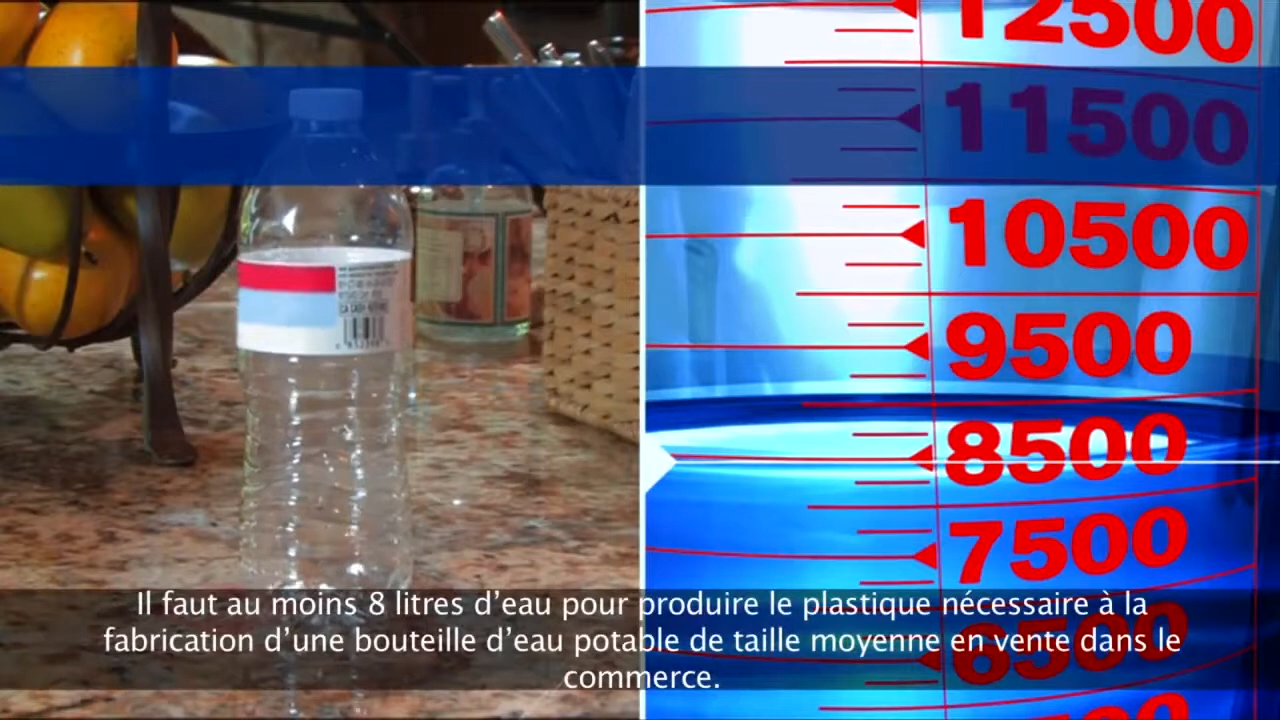 12500
11500
10500
9500
8500
7500
6500
Il faut au moins 8 litres d’eau pour produire le plastique nécessaire à la
fabrication d’une bouteille d’eau potable de taille moyenne en vente dans le
commerce.